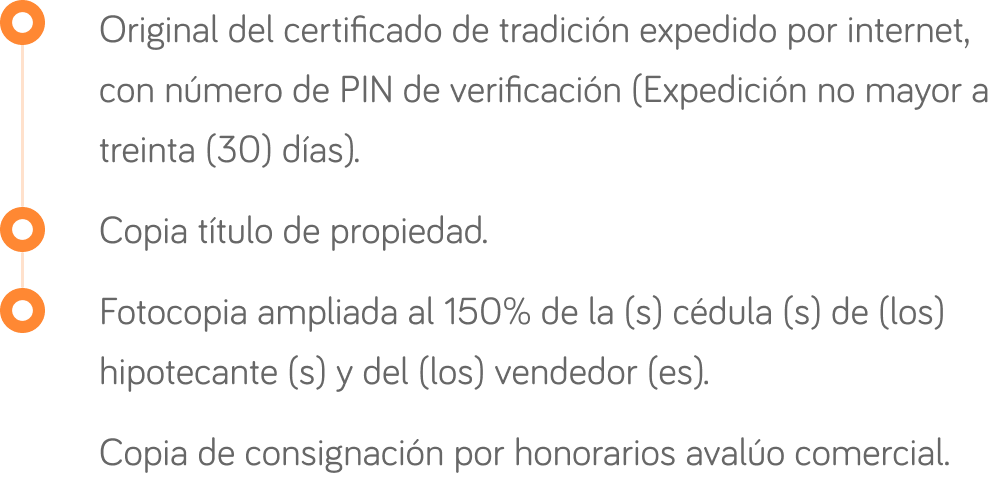 Original del certificado de tradición expedido por internet,
con número de PIN de verificación (Expedición no mayor a
treinta (30) días).
Copia título de propiedad.
Fotocopia ampliada al 150% de la (s) cédula (s) de (los)
hipotecante (s) y del (los) vendedor (es).
Copia de consignación por honorarios avalúo comercial.